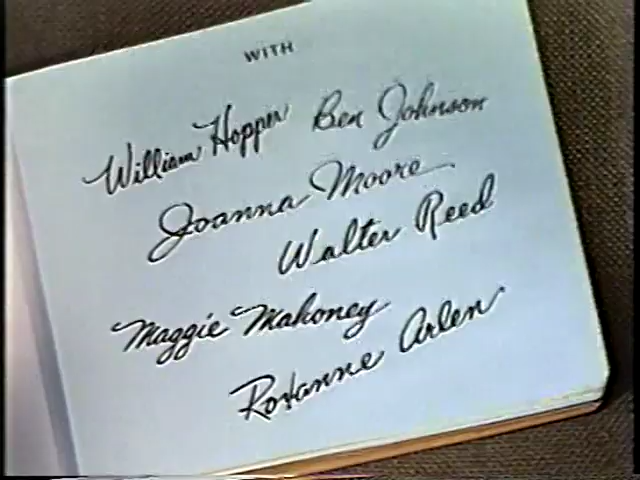 WITH
William Hopper Ben Johnson
Joanna Moore
Walter Reed
Maggie Mahoney
Roxanne Arlen